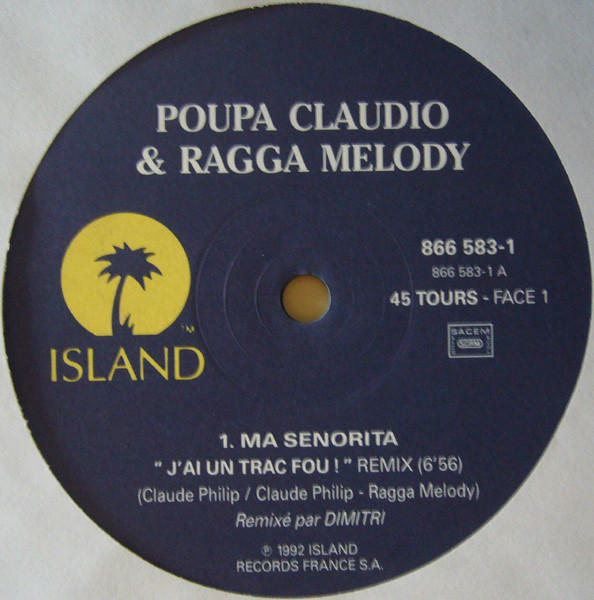 POUPA CLAUDIO
& RAGGA MELODY
866 583-1
866 583-1 A
45 TOURS - FACE 1
SACEM
SDRM
TM
ISLAND
1. MA SENORITA
" J'AI UN TRAC FOU ! " REMIX (6'56)
(Claude Philip / Claude Philip - Ragga Melody)
Remixé par DIMITRI
℗ 1992 ISLAND
RECORDS FRANCE S.A.